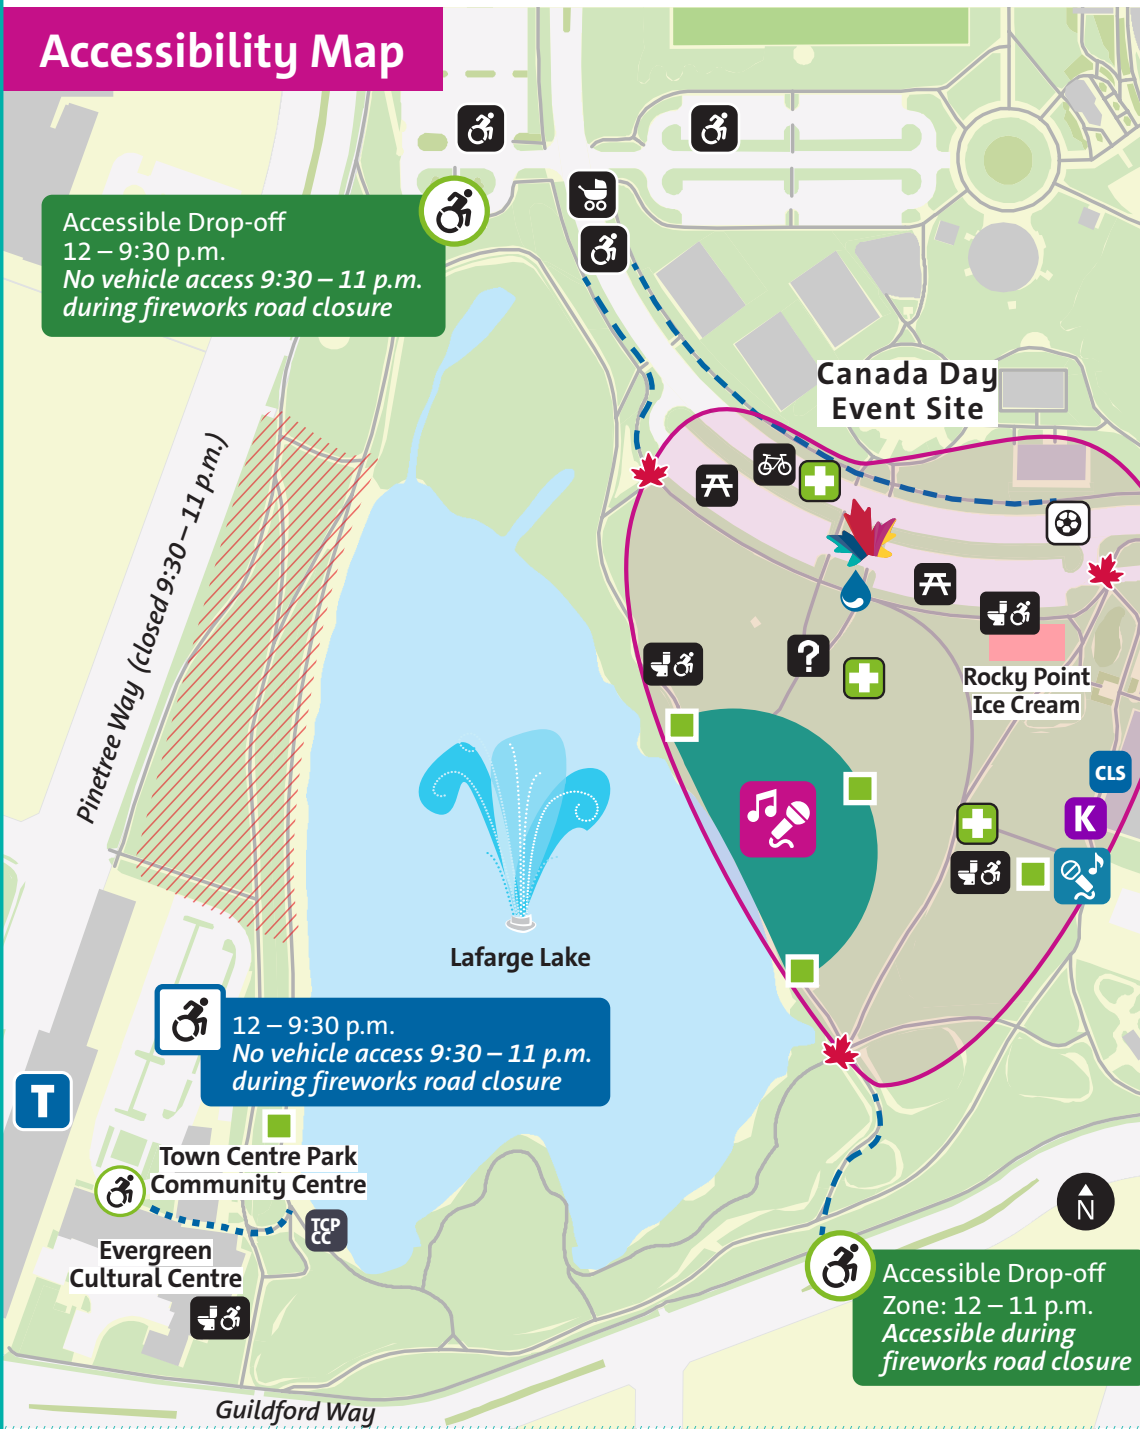 Accessibility Map
Accessible Drop-off
12 – 9:30 p.m.
No vehicle access 9:30 – 11 p.m.
during fireworks road closure
Canada Day
Event Site
Pinetree Way (closed 9:30 – 11 p.m.)
?
Rocky Point
Ice Cream
CLS
K
Lafarge Lake
12 – 9:30 p.m.
No vehicle access 9:30 – 11 p.m.
during fireworks road closure
T
Town Centre Park
Community Centre
TCP
CC
Evergreen
Cultural Centre
N
Accessible Drop-off
Zone: 12 – 11 p.m.
Accessible during
fireworks road closure
Guildford Way